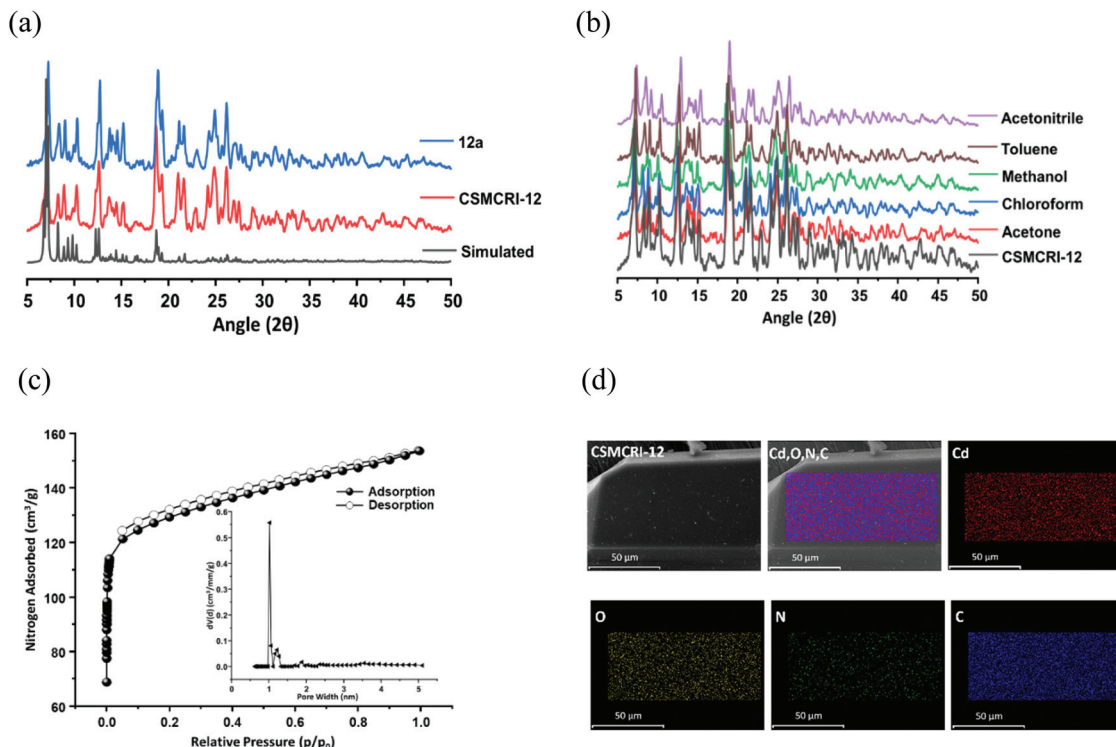 (a)
12a
CSMCRI-12
Simulated
5 10 15 20 25 30 35 40 45 50
Angle (2θ)
(b)
Acetonitrile
Toluene
Methanol
Chloroform
Acetone
CSMCRI-12
5 10 15 20 25 30 35 40 45 50
Angle (2θ)
(c)
Nitrogen Adsorbed (cm³/g)
160
140
120
100
80
60
Adsorption
Desorption
dV(d) (cm³/mm/g)
0.6
0.5
0.4
0.3
0.2
0.1
0.0
0 1 2 3 4 5
Pore Width (nm)
0.0 0.2 0.4 0.6 0.8 1.0
Relative Pressure (p/p₀)
(d)
CSMCRI-12
50 µm
Cd,O,N,C
50 µm
Cd
50 µm
O
50 µm
N
50 µm
C
50 µm